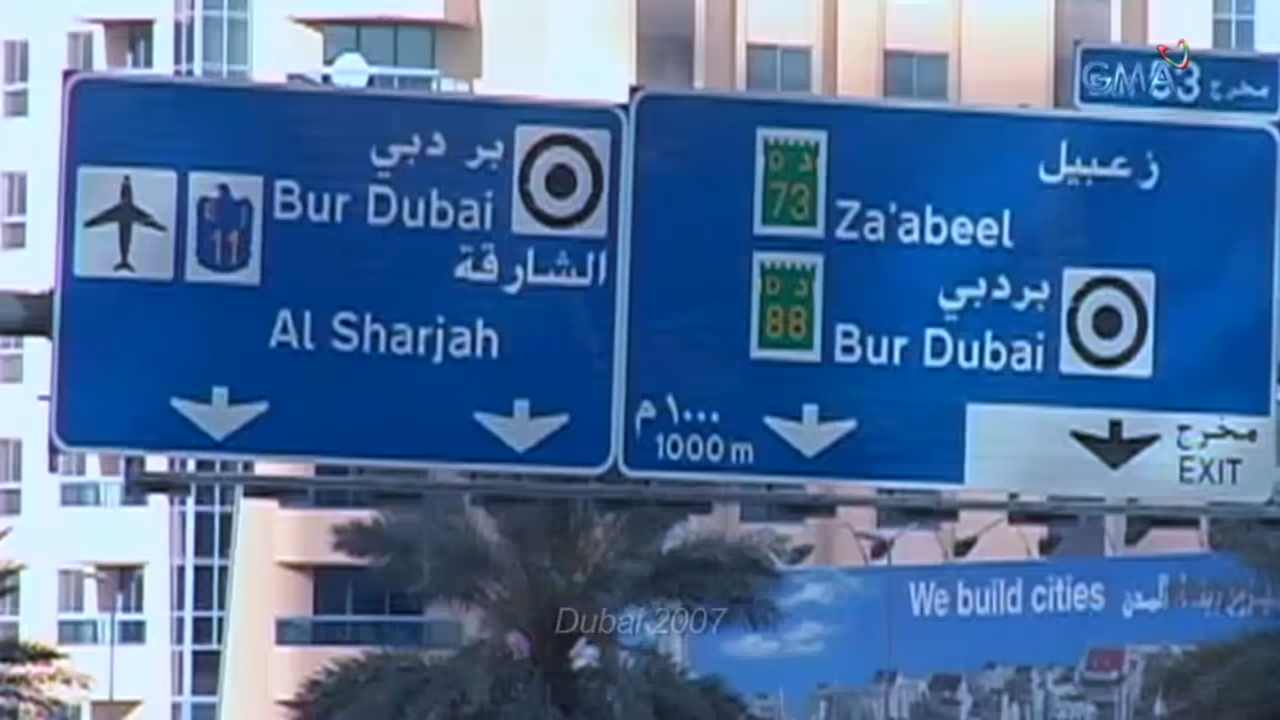 بر دبي
Bur Dubai
11
الشارقة
Al Sharjah
زعبيل
د D
73
Za'abeel
بردبي
د D
88
Bur Dubai
م ١٠٠٠
1000 m
مخرج
EXIT
GMA
مخرج 83
We build cities
Dubai 2007